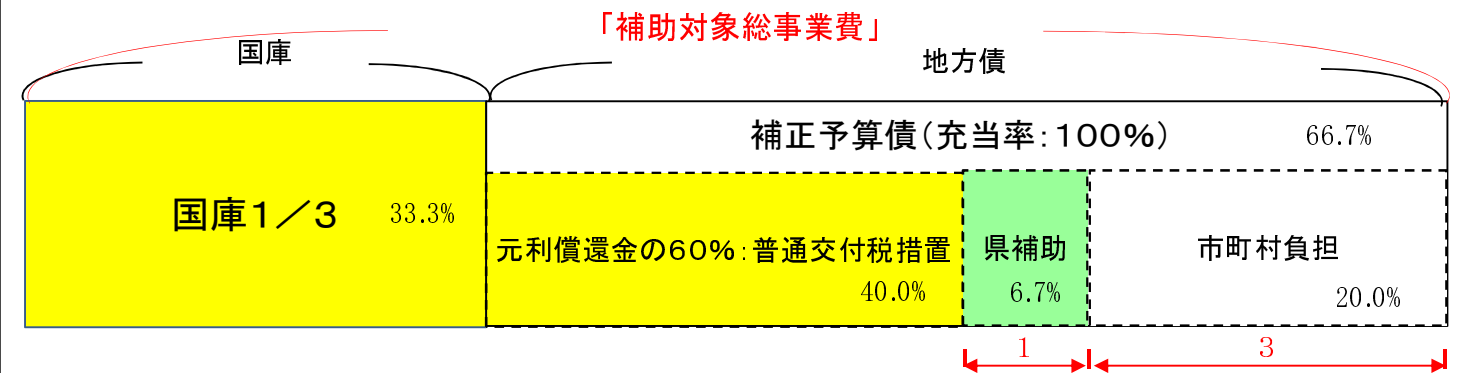 「補助対象総事業費」
国庫
地方債
補正予算債（充当率：１００％） 66.7%
国庫１／３ 33.3%
元利償還金の６０％：普通交付税措置
40.0%
県補助
6.7%
市町村負担
20.0%
1
3